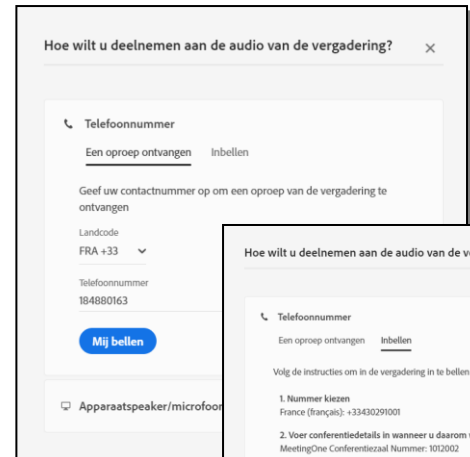 Hoe wilt u deelnemen aan de audio van de vergadering?
Telefoonnummer
Een oproep ontvangen Inbellen
Geef uw contactnummer op om een oproep van de vergadering te
ontvangen
Landcode
FRA +33
Telefoonnummer
184880163
Mij bellen
Apparaatspeaker/microfoon
Hoe wilt u deelnemen aan de audio van de
Telefoonnummer
Een oproep ontvangen Inbellen
Volg de instructies om in de vergadering in te bellen
1. Nummer kiezen
France (français): +33430291001
2. Voer conferentiedetails in wanneer u daarom
MeetingOne Conferentiezaal Nummer: 1012002